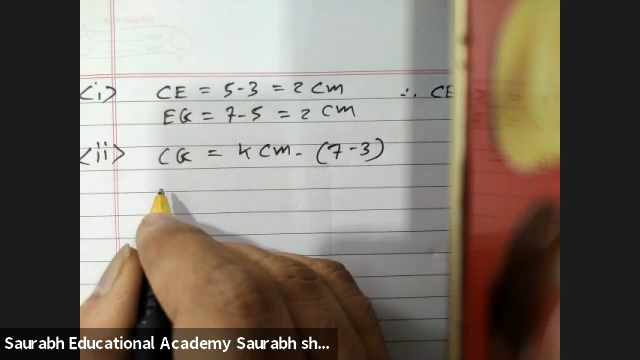 <i> CE = 5-3 = 2 cm ∴ CE
EG = 7-5 = 2 cm
<ii> CG = 4 cm - (7-3)
Saurabh Educational Academy Saurabh sh...